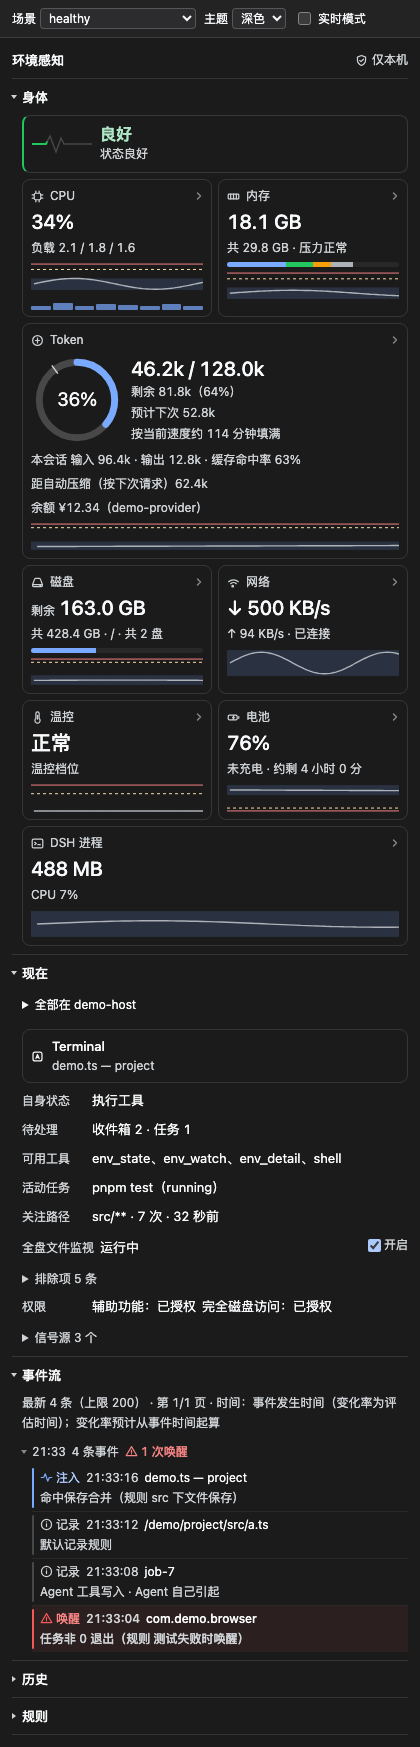 场景 healthy 主题 深色 实时模式
环境感知 仅本机
身体
良好
状态良好
CPU
34%
负载 2.1 / 1.8 / 1.6
内存
18.1 GB
共 29.8 GB · 压力正常
Token
36%
46.2k / 128.0k
剩余 81.8k（64%）
预计下次 52.8k
按当前速度约 114 分钟填满
本会话 输入 96.4k · 输出 12.8k · 缓存命中率 63%
距自动压缩（按下次请求）62.4k
余额 ¥12.34（demo-provider）
磁盘
剩余 163.0 GB
共 428.4 GB · / · 共 2 盘
网络
↓ 500 KB/s
↑ 94 KB/s · 已连接
温控
正常
温控档位
电池
76%
未充电 · 约剩 4 小时 0 分
DSH 进程
488 MB
CPU 7%
现在
全部在 demo-host
Terminal
demo.ts — project
自身状态 执行工具
待处理 收件箱 2 · 任务 1
可用工具 env_state、env_watch、env_detail、shell
活动任务 pnpm test（running）
关注路径 src/** · 7 次 · 32 秒前
全盘文件监视 运行中 开启
排除项 5 条
权限 辅助功能：已授权 完全磁盘访问：已授权
信号源 3 个
事件流
最新 4 条（上限 200）· 第 1/1 页 · 时间：事件发生时间（变化率为评
估时间）；变化率预计从事件时间起算
21:33 4 条事件 1 次唤醒
注入 21:33:16 demo.ts — project
命中保存合并（规则 src 下文件保存）
记录 21:33:12 /demo/project/src/a.ts
默认记录规则
记录 21:33:08 job-7
Agent 工具写入 · Agent 自己引起
唤醒 21:33:04 com.demo.browser
任务非 0 退出（规则 测试失败时唤醒）
历史
规则